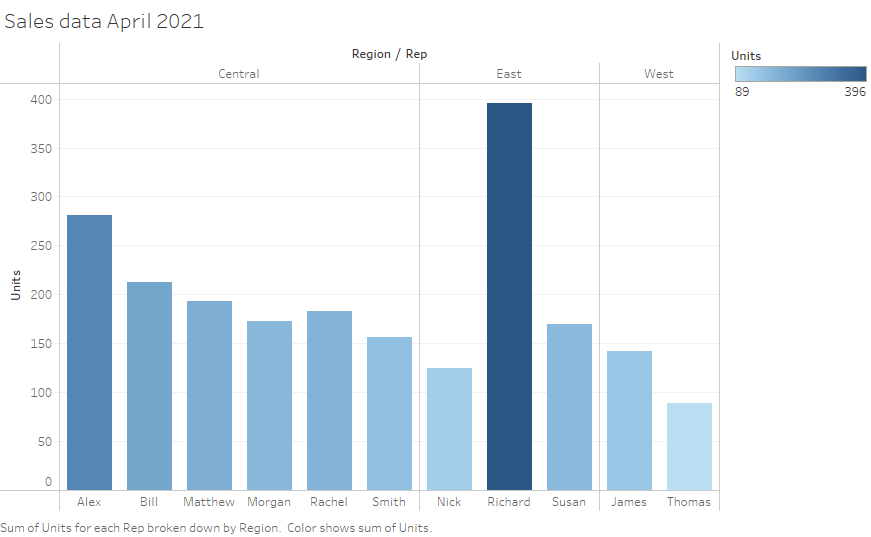 Sales data April 2021
Region / Rep
Central East West
Units
89 396
400
350
300
250
200
150
100
50
0
Units
Alex Bill Matthew Morgan Rachel Smith Nick Richard Susan James Thomas
Sum of Units for each Rep broken down by Region. Color shows sum of Units.